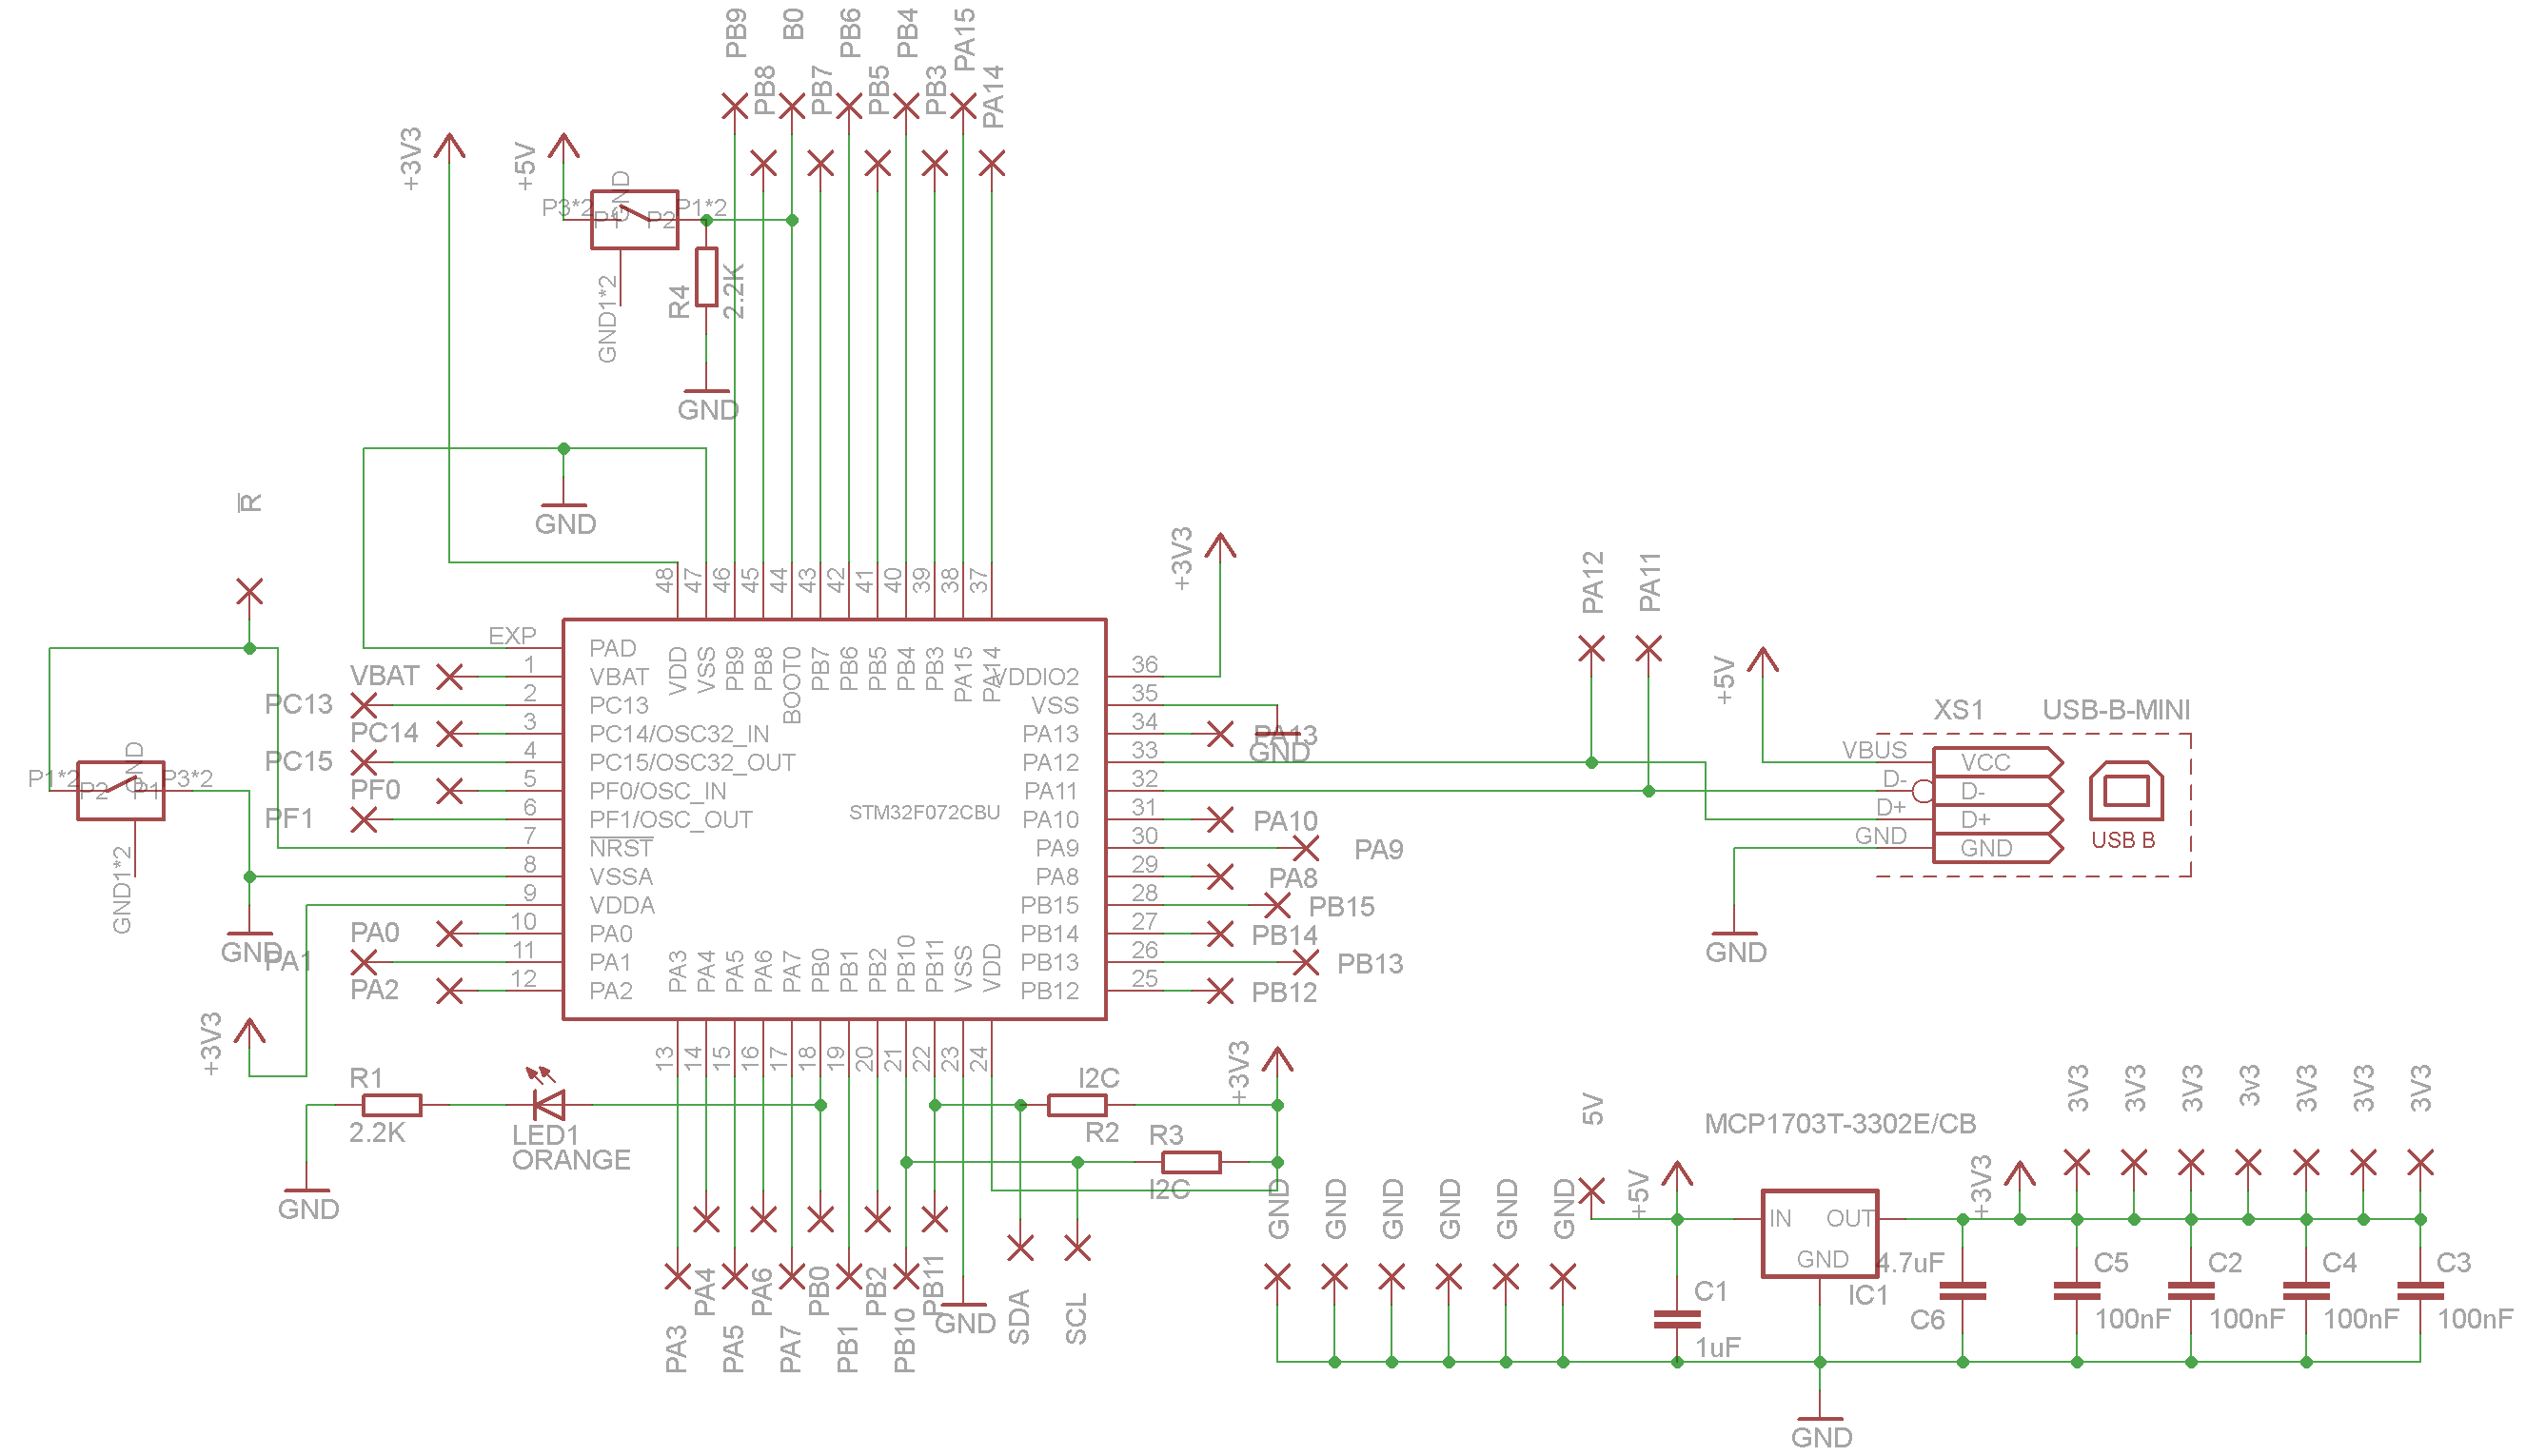 PB9
B0
PB6
PB4
PA15
PB8
PB7
PB5
PB3
PA14
+3V3
+5V
P3*2
GND
P1
P2
P1*2
GND1*2
R4
2.2K
GND
GND
R
+3V3
48
47
46
45
44
43
42
41
40
39
38
37
EXP
PAD
VDD
VSS
PB9
PB8
BOOT0
PB7
PB6
PB5
PB4
PB3
PA15
PA14
VBAT
1
VBAT
PC13
2
PC13
PC14
3
PC14/OSC32_IN
PC15
4
PC15/OSC32_OUT
PF0
5
PF0/OSC_IN
PF1
6
PF1/OSC_OUT
7
NRST
8
VSSA
9
VDDA
PA0
10
PA0
PA1
11
PA1
PA2
12
PA2
STM32F072CBU
VDDIO2
36
VSS
35
PA13
34
PA13
GND
PA12
33
PA11
32
PA10
31
PA10
PA9
30
PA9
PA8
29
PA8
PB15
28
PB15
PB14
27
PB14
PB13
26
PB13
PB12
25
PB12
P1*2
P2
GND
P1
P3*2
GND1*2
GND
+3V3
PA3
PA4
PA5
PA6
PA7
PB0
PB1
PB2
PB10
PB11
VSS
VDD
13
14
15
16
17
18
19
20
21
22
23
24
PA12
PA11
+5V
XS1
USB-B-MINI
VBUS
VCC
D-
D-
D+
D+
GND
GND
USB B
GND
R1
2.2K
LED1
ORANGE
GND
I2C
R2
R3
I2C
+3V3
PA4
PA6
PB0
PB2
PB11
PA3
PA5
PA7
PB1
PB10
GND
SDA
SCL
GND
GND
GND
GND
GND
GND
5V
+5V
MCP1703T-3302E/CB
IN
OUT
GND
IC1
C1
1uF
+3V3
4.7uF
C6
3V3
3V3
3V3
3v3
3V3
3V3
3V3
C5
100nF
C2
100nF
C4
100nF
C3
100nF
GND